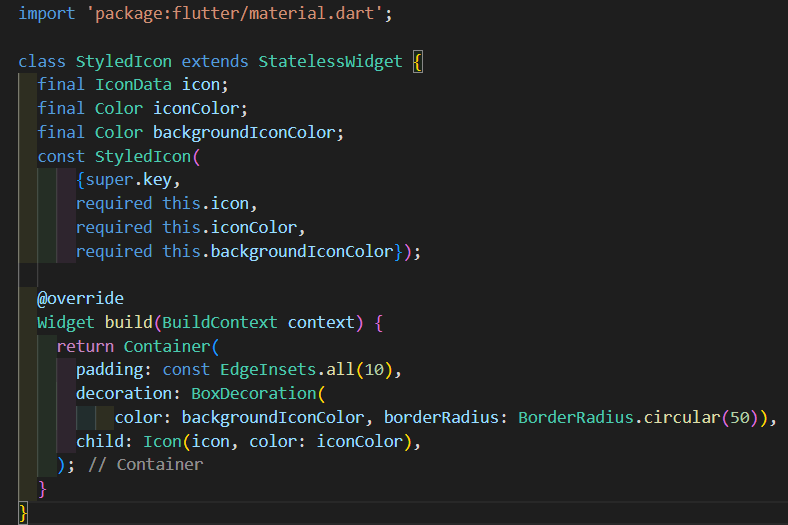 import 'package:flutter/material.dart';

class StyledIcon extends StatelessWidget {
  final IconData icon;
  final Color iconColor;
  final Color backgroundIconColor;
  const StyledIcon(
      {super.key,
      required this.icon,
      required this.iconColor,
      required this.backgroundIconColor});

  @override
  Widget build(BuildContext context) {
    return Container(
      padding: const EdgeInsets.all(10),
      decoration: BoxDecoration(
          color: backgroundIconColor, borderRadius: BorderRadius.circular(50)),
      child: Icon(icon, color: iconColor),
    ); // Container
  }
}